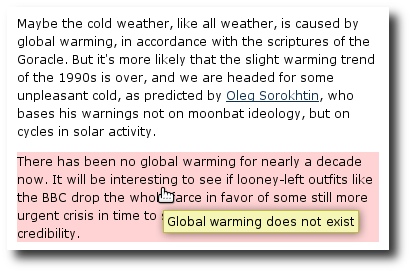 Maybe the cold weather, like all weather, is caused by
global warming, in accordance with the scriptures of the
Goracle. But it's more likely that the slight warming trend
of the 1990s is over, and we are headed for some
unpleasant cold, as predicted by Oleg Sorokhtin, who
bases his warnings not on moonbat ideology, but on
cycles in solar activity.
There has been no global warming for nearly a decade
now. It will be interesting to see if looney-left outfits like
the BBC drop the whole farce in favor of some still more
urgent crisis in time to
credibility.
Global warming does not exist